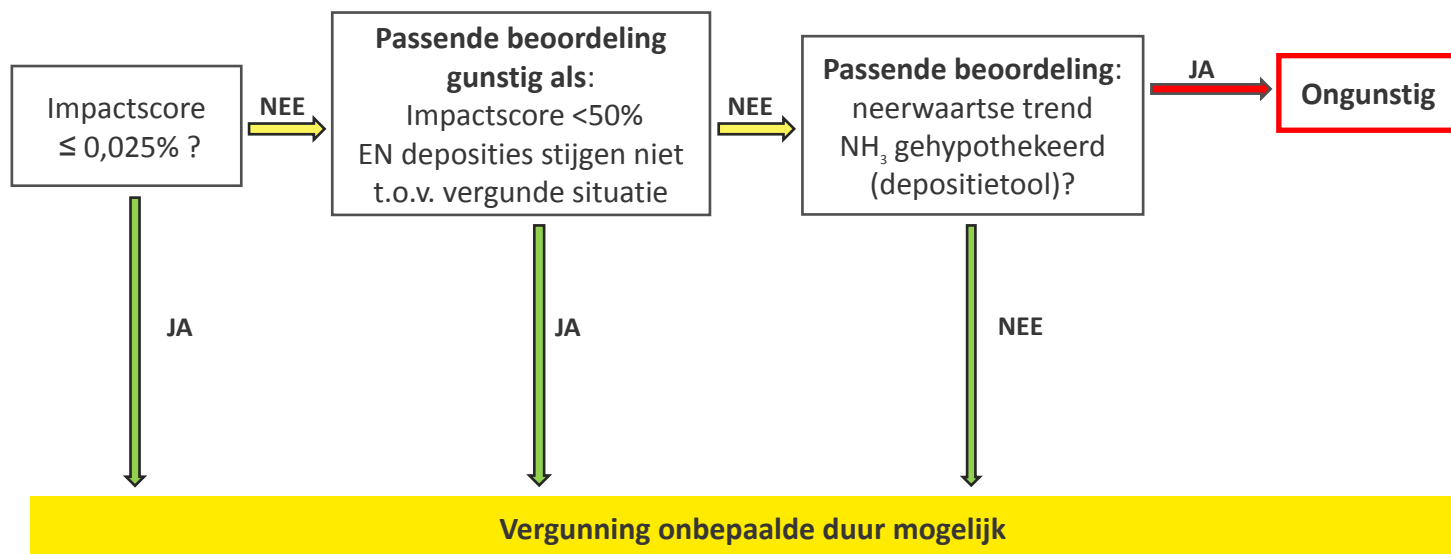 Impactscore
≤ 0,025% ?
NEE
Passende beoordeling
gunstig als:
Impactscore <50%
EN deposities stijgen niet
t.o.v. vergunde situatie
NEE
Passende beoordeling:
neerwaartse trend
NH₃ gehypothekeerd
(depositietool)?
JA
Ongunstig
JA
JA
NEE
Vergunning onbepaalde duur mogelijk